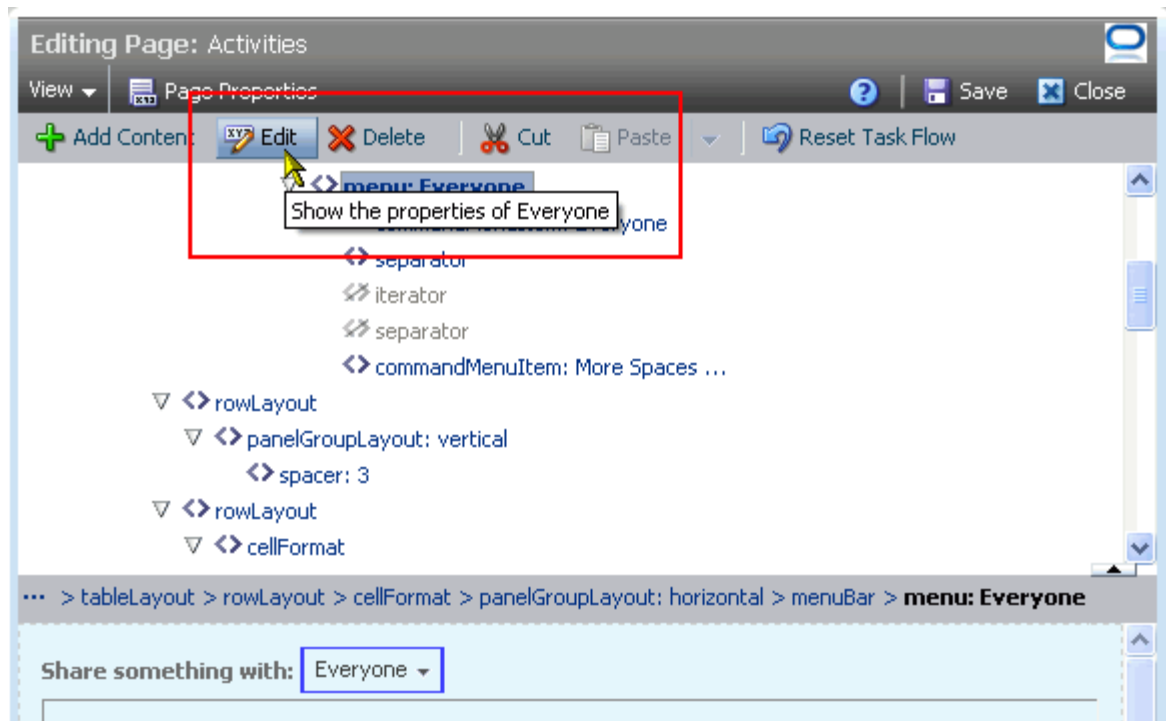 Editing Page: Activities
View Page Properties Save Close
Add Content Edit Delete Cut Paste Reset Task Flow
menu: Everyone
Show the properties of Everyone
yone
separator
iterator
separator
commandMenuItem: More Spaces ...
rowLayout
panelGroupLayout: vertical
spacer: 3
rowLayout
cellFormat
... > tableLayout > rowLayout > cellFormat > panelGroupLayout: horizontal > menuBar > menu: Everyone
Share something with: Everyone